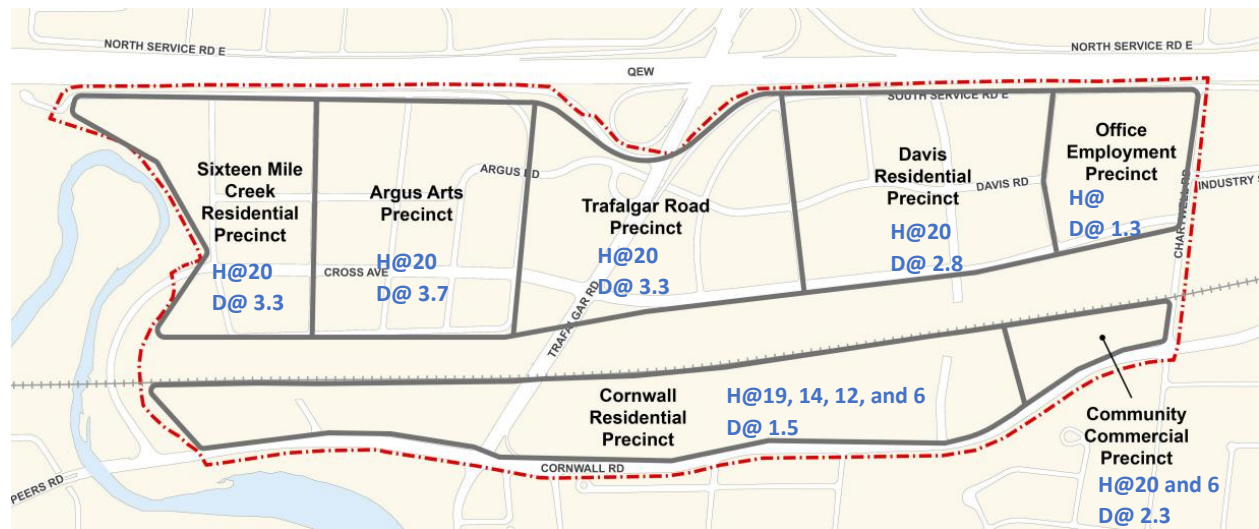 NORTH SERVICE RD E
NORTH SERVICE RD E
QEW
SOUTH SERVICE RD E
Sixteen Mile
Creek
Residential
Precinct
H@20
D@ 3.3
Argus Arts
Precinct
H@20
D@ 3.7
ARGUS RD
Trafalgar Road
Precinct
H@20
D@ 3.3
Davis
Residential
Precinct
H@20
D@ 2.8
DAVIS RD
Office
Employment
Precinct
H@
D@ 1.3
INDUSTRY S
CHARTWELL RD
CROSS AVE
TRAFALGAR RD
Cornwall
Residential
Precinct
H@19, 14, 12, and 6
D@ 1.5
Community
Commercial
Precinct
H@20 and 6
D@ 2.3
CORNWALL RD
PEERS RD